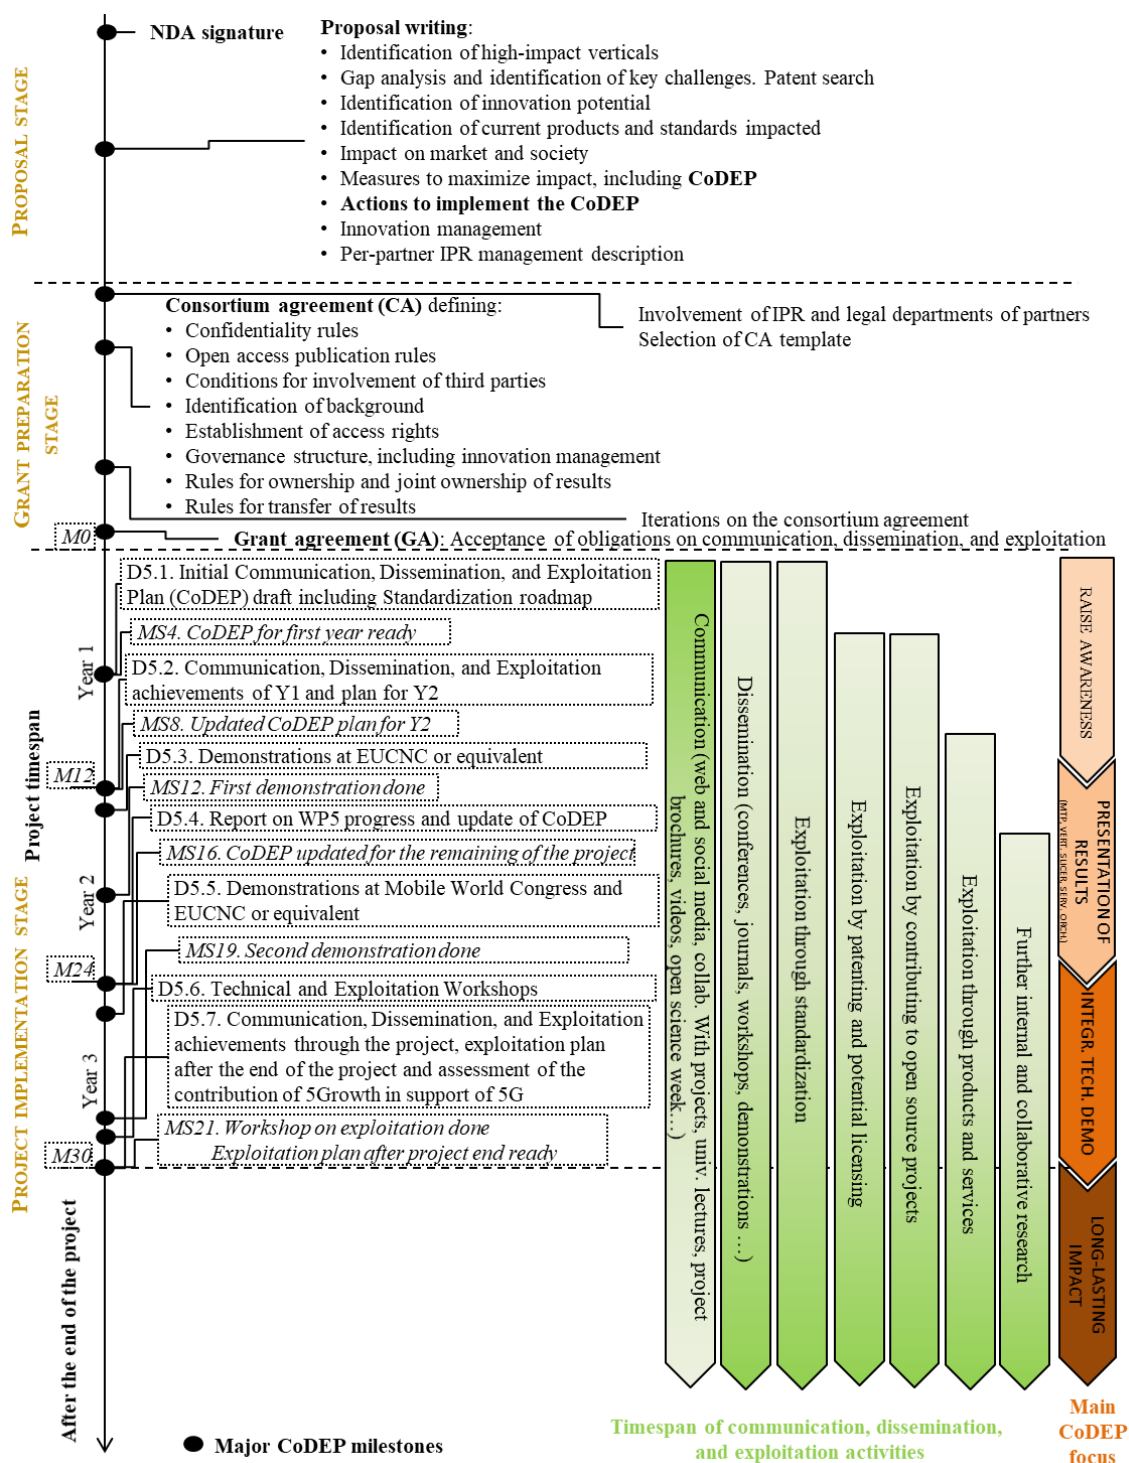 PROPOSAL STAGE
NDA signature
Proposal writing:
• Identification of high-impact verticals
• Gap analysis and identification of key challenges. Patent search
• Identification of innovation potential
• Identification of current products and standards impacted
• Impact on market and society
• Measures to maximize impact, including CoDEP
• Actions to implement the CoDEP
• Innovation management
• Per-partner IPR management description
GRANT PREPARATION
STAGE
Consortium agreement (CA) defining:
• Confidentiality rules
• Open access publication rules
• Conditions for involvement of third parties
• Identification of background
• Establishment of access rights
• Governance structure, including innovation management
• Rules for ownership and joint ownership of results
• Rules for transfer of results
Involvement of IPR and legal departments of partners
Selection of CA template
Iterations on the consortium agreement
M0
Grant agreement (GA): Acceptance of obligations on communication, dissemination, and exploitation
PROJECT IMPLEMENTATION STAGE
Project timespan
Year 1
M12
Year 2
M24
Year 3
M30
After the end of the project
D5.1. Initial Communication, Dissemination, and Exploitation
Plan (CoDEP) draft including Standardization roadmap
MS4. CoDEP for first year ready
D5.2. Communication, Dissemination, and Exploitation
achievements of Y1 and plan for Y2
MS8. Updated CoDEP plan for Y2
D5.3. Demonstrations at EUCNC or equivalent
MS12. First demonstration done
D5.4. Report on WP5 progress and update of CoDEP
MS16. CoDEP updated for the remaining of the project
D5.5. Demonstrations at Mobile World Congress and
EUCNC or equivalent
MS19. Second demonstration done
D5.6. Technical and Exploitation Workshops
D5.7. Communication, Dissemination, and Exploitation
achievements through the project, exploitation plan
after the end of the project and assessment of the
contribution of 5Growth in support of 5G
MS21. Workshop on exploitation done
Exploitation plan after project end ready
Communication (web and social media, collab. With projects, univ. lectures, project
brochures, videos, open science week…)
Dissemination (conferences, journals, workshops, demonstrations …)
Exploitation through standardization
Exploitation by patenting and potential licensing
Exploitation by contributing to open source projects
Exploitation through products and services
Further internal and collaborative research
RAISE AWARENESS
PRESENTATION OF
RESULTS
(MTP, VERT. SLICER, SERV. ORCH.)
INTEGR. TECH. DEMO
LONG-LASTING
IMPACT
Major CoDEP milestones
Timespan of communication, dissemination,
and exploitation activities
Main
CoDEP
focus